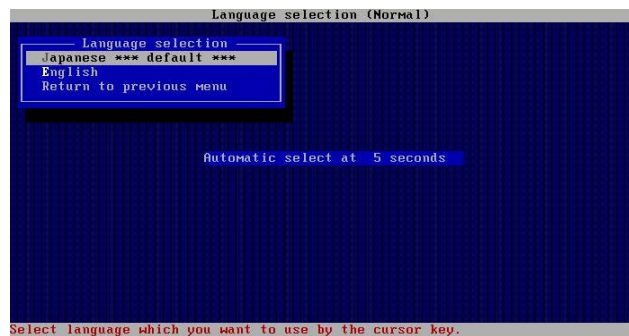 Language selection (Normal)
Language selection
Japanese *** default ***
English
Return to previous menu
Automatic select at 5 seconds
Select language which you want to use by the cursor key.